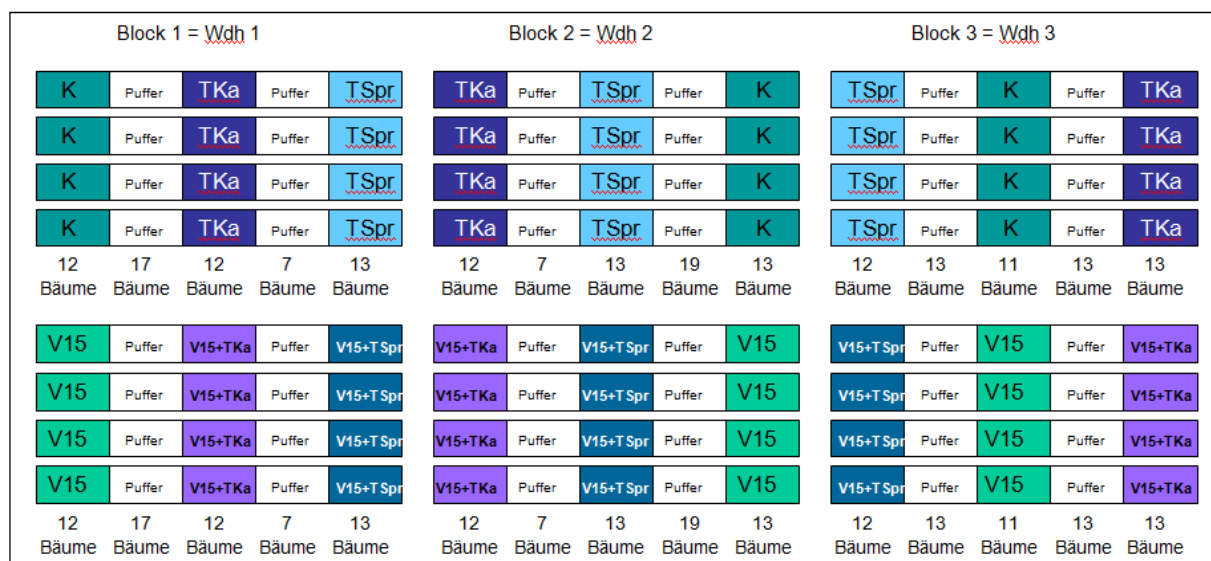 Block 1 = Wdh 1 Block 2 = Wdh 2 Block 3 = Wdh 3
K Puffer TKa Puffer TSpr TKa Puffer TSpr Puffer K TSpr Puffer K Puffer TKa
K Puffer TKa Puffer TSpr TKa Puffer TSpr Puffer K TSpr Puffer K Puffer TKa
K Puffer TKa Puffer TSpr TKa Puffer TSpr Puffer K TSpr Puffer K Puffer TKa
K Puffer TKa Puffer TSpr TKa Puffer TSpr Puffer K TSpr Puffer K Puffer TKa
12 17 12 7 13 12 7 13 19 13 12 13 11 13 13
Bäume Bäume Bäume Bäume Bäume Bäume Bäume Bäume Bäume Bäume Bäume Bäume Bäume Bäume Bäume
V15 Puffer V15+TKa Puffer V15+TSpr V15+TKa Puffer V15+TSpr Puffer V15 V15+TSpr Puffer V15 Puffer V15+TKa
V15 Puffer V15+TKa Puffer V15+TSpr V15+TKa Puffer V15+TSpr Puffer V15 V15+TSpr Puffer V15 Puffer V15+TKa
V15 Puffer V15+TKa Puffer V15+TSpr V15+TKa Puffer V15+TSpr Puffer V15 V15+TSpr Puffer V15 Puffer V15+TKa
V15 Puffer V15+TKa Puffer V15+TSpr V15+TKa Puffer V15+TSpr Puffer V15 V15+TSpr Puffer V15 Puffer V15+TKa
12 17 12 7 13 12 7 13 19 13 12 13 11 13 13
Bäume Bäume Bäume Bäume Bäume Bäume Bäume Bäume Bäume Bäume Bäume Bäume Bäume Bäume Bäume